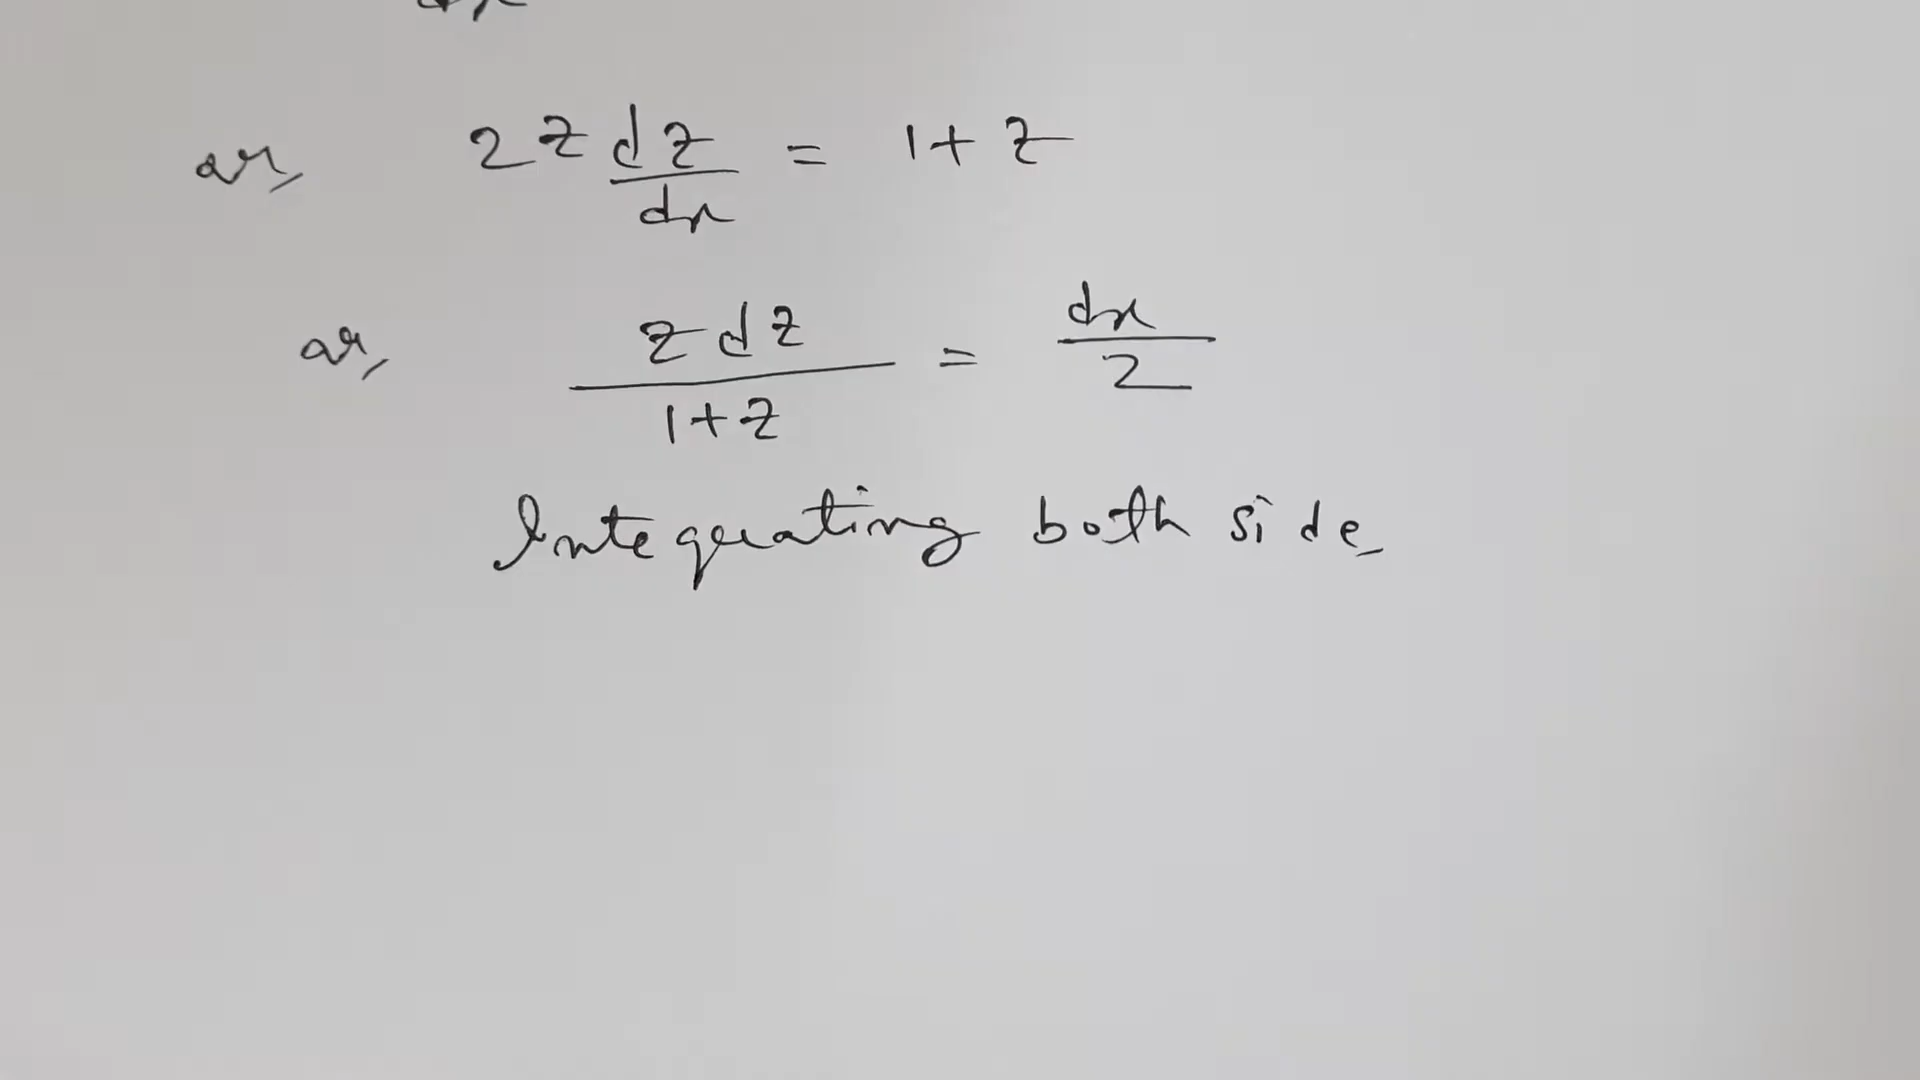 or, 2z dz/dx = 1+z
or, z dz/1+z = dx/2
Integrating both side